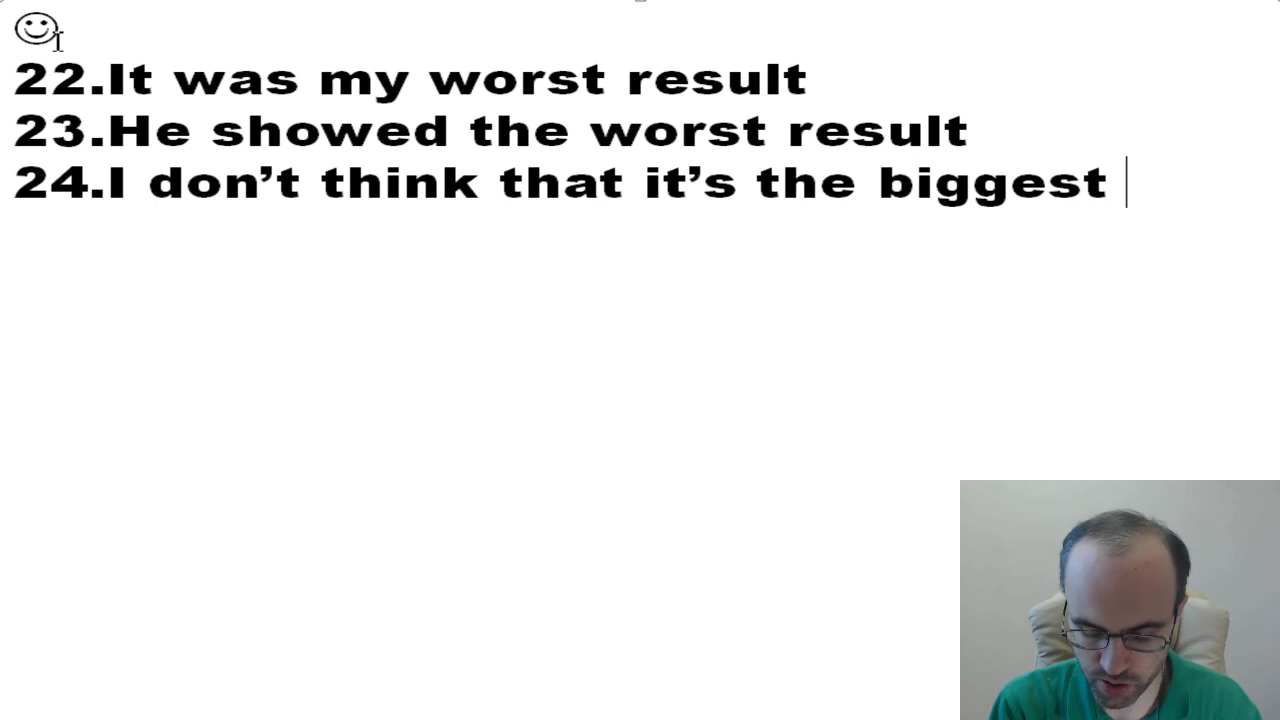 22.It was my worst result
23.He showed the worst result
24.I don’t think that it’s the biggest